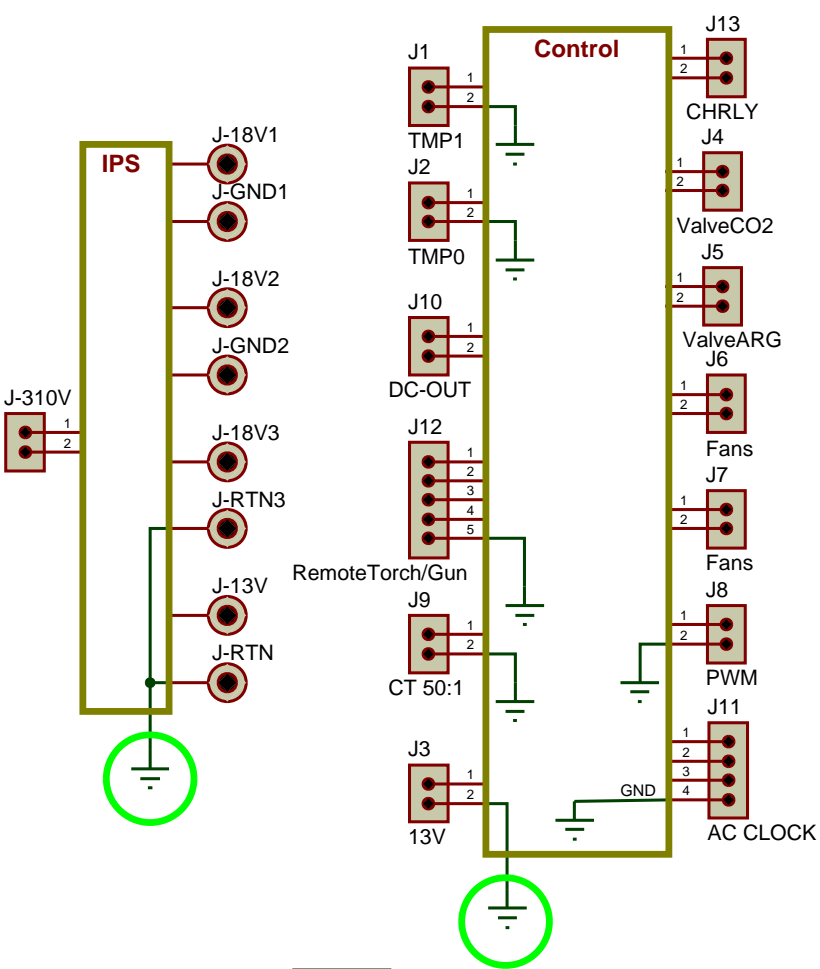 IPS
J-18V1
J-GND1
J-18V2
J-GND2
J-310V
1
2
J-18V3
J-RTN3
J-13V
J-RTN
Control
J1
1
2
TMP1
J2
1
2
TMP0
J10
1
2
DC-OUT
J12
1
2
3
4
5
RemoteTorch/Gun
J9
1
2
CT 50:1
J3
1
2
13V
J13
1
2
CHRLY
J4
1
2
ValveCO2
J5
1
2
ValveARG
J6
1
2
Fans
J7
1
2
Fans
J8
1
2
PWM
J11
1
2
3
GND 4
AC CLOCK